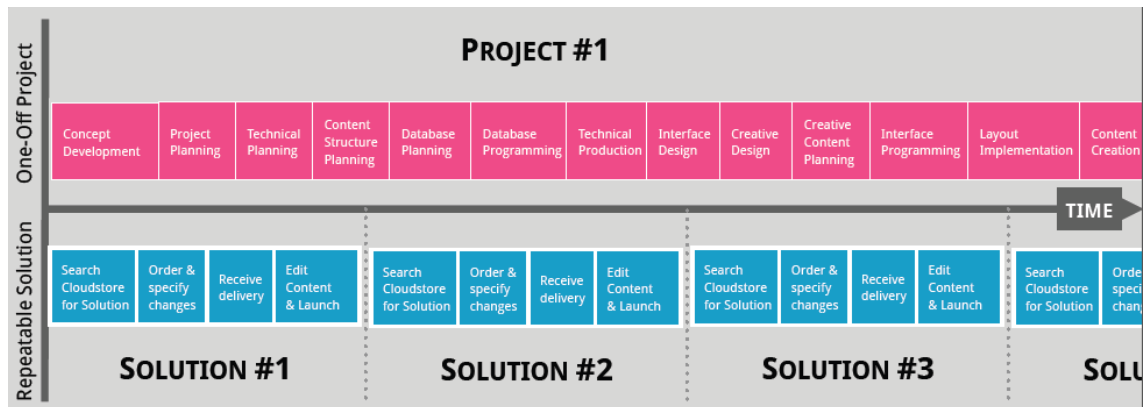 One-Off Project
PROJECT #1
Concept
Development
Project
Planning
Technical
Planning
Content
Structure
Planning
Database
Planning
Database
Programming
Technical
Production
Interface
Design
Creative
Design
Creative
Content
Planning
Interface
Programming
Layout
Implementation
Content
Creation
TIME
Repeatable Solution
Search
Cloudstore
for Solution
Order &
specify
changes
Receive
delivery
Edit
Content
& Launch
Search
Cloudstore
for Solution
Order &
specify
changes
Receive
delivery
Edit
Content
& Launch
Search
Cloudstore
for Solution
Order &
specify
changes
Receive
delivery
Edit
Content
& Launch
Search
Cloudstore
for Solution
SOLUTION #1
SOLUTION #2
SOLUTION #3